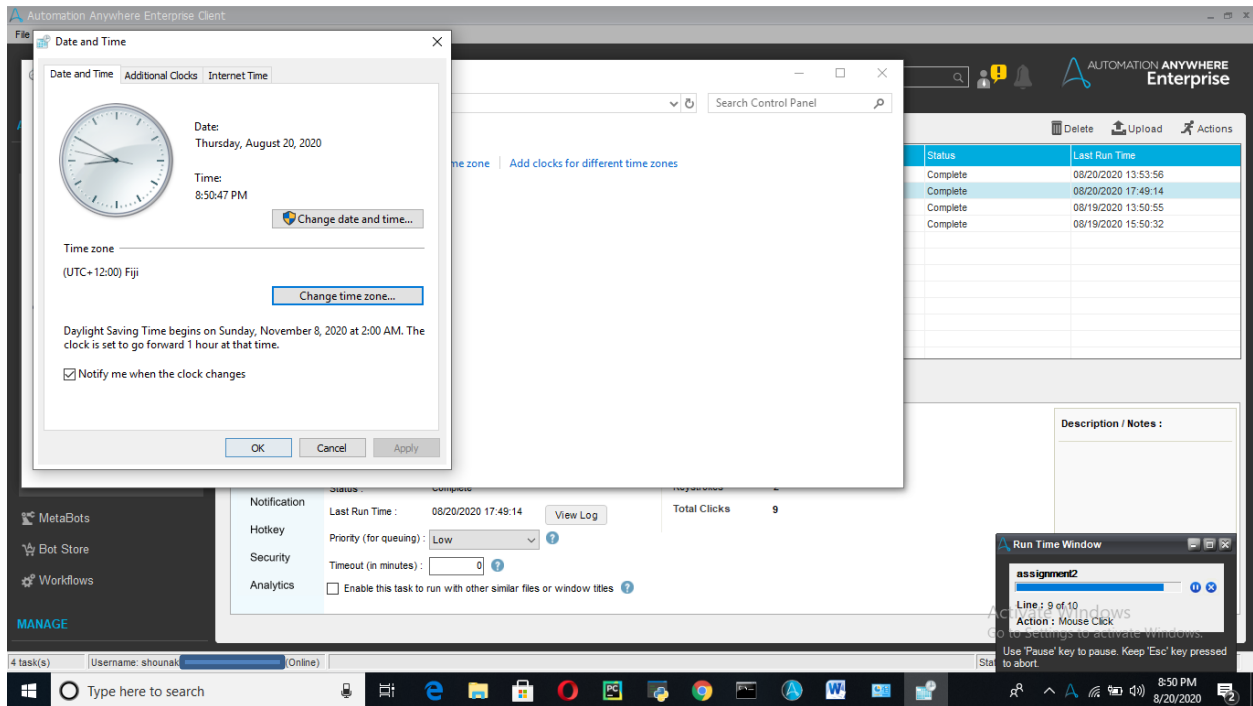 Automation Anywhere Enterprise Client
File
Date and Time
Date and Time Additional Clocks Internet Time
Date:
Thursday, August 20, 2020
Time:
8:50:47 PM
Change date and time...
Time zone
(UTC+12:00) Fiji
Change time zone...
Daylight Saving Time begins on Sunday, November 8, 2020 at 2:00 AM. The
clock is set to go forward 1 hour at that time.
Notify me when the clock changes
OK Cancel Apply
Search Control Panel
me zone Add clocks for different time zones
AUTOMATION ANYWHERE
Enterprise
Delete Upload Actions
Status Last Run Time
Complete 08/20/2020 13:53:56
Complete 08/20/2020 17:49:14
Complete 08/19/2020 13:50:55
Complete 08/19/2020 15:50:32
Description / Notes :
MetaBots
Bot Store
Workflows
MANAGE
Notification
Hotkey
Security
Analytics
Status : Complete
Last Run Time : 08/20/2020 17:49:14 View Log
Priority (for queuing) : Low
Timeout (in minutes) : 0
Enable this task to run with other similar files or window titles
Keystrokes 2
Total Clicks 9
Run Time Window
assignment2
Line : 9 of 10
Action : Mouse Click
Use 'Pause' key to pause. Keep 'Esc' key pressed
to abort.
Activate Windows
Go to Settings to activate Windows.
4 task(s) Username: shounak (Online)
Type here to search
PC
8:50 PM
8/20/2020
2